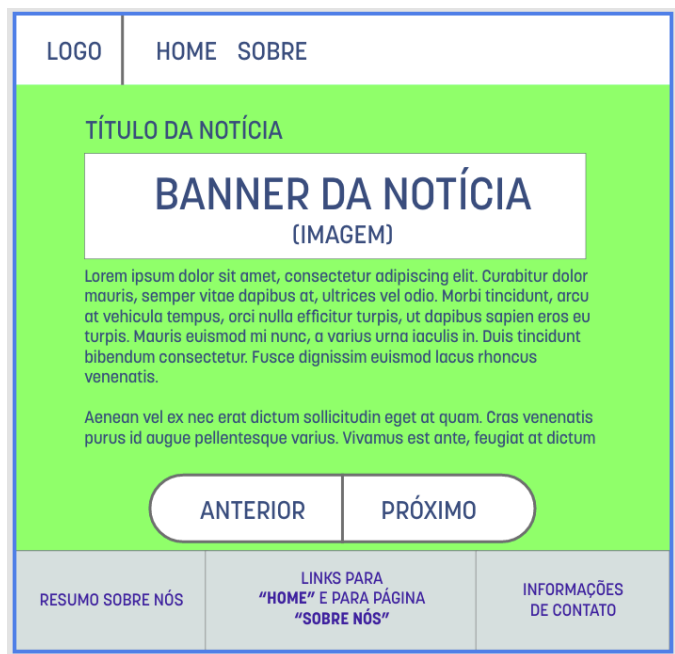 LOGO
HOME SOBRE
TÍTULO DA NOTÍCIA
BANNER DA NOTÍCIA
(IMAGEM)
Lorem ipsum dolor sit amet, consectetur adipiscing elit. Curabitur dolor
mauris, semper vitae dapibus at, ultrices vel odio. Morbi tincidunt, arcu
at vehicula tempus, orci nulla efficitur turpis, ut dapibus sapien eros eu
turpis. Mauris euismod mi nunc, a varius urna iaculis in. Duis tincidunt
bibendum consectetur. Fusce dignissim euismod lacus rhoncus
venenatis.
Aenean vel ex nec erat dictum sollicitudin eget at quam. Cras venenatis
purus id augue pellentesque varius. Vivamus est ante, feugiat at dictum
ANTERIOR
PRÓXIMO
RESUMO SOBRE NÓS
LINKS PARA
“HOME” E PARA PÁGINA
“SOBRE NÓS”
INFORMAÇÕES
DE CONTATO